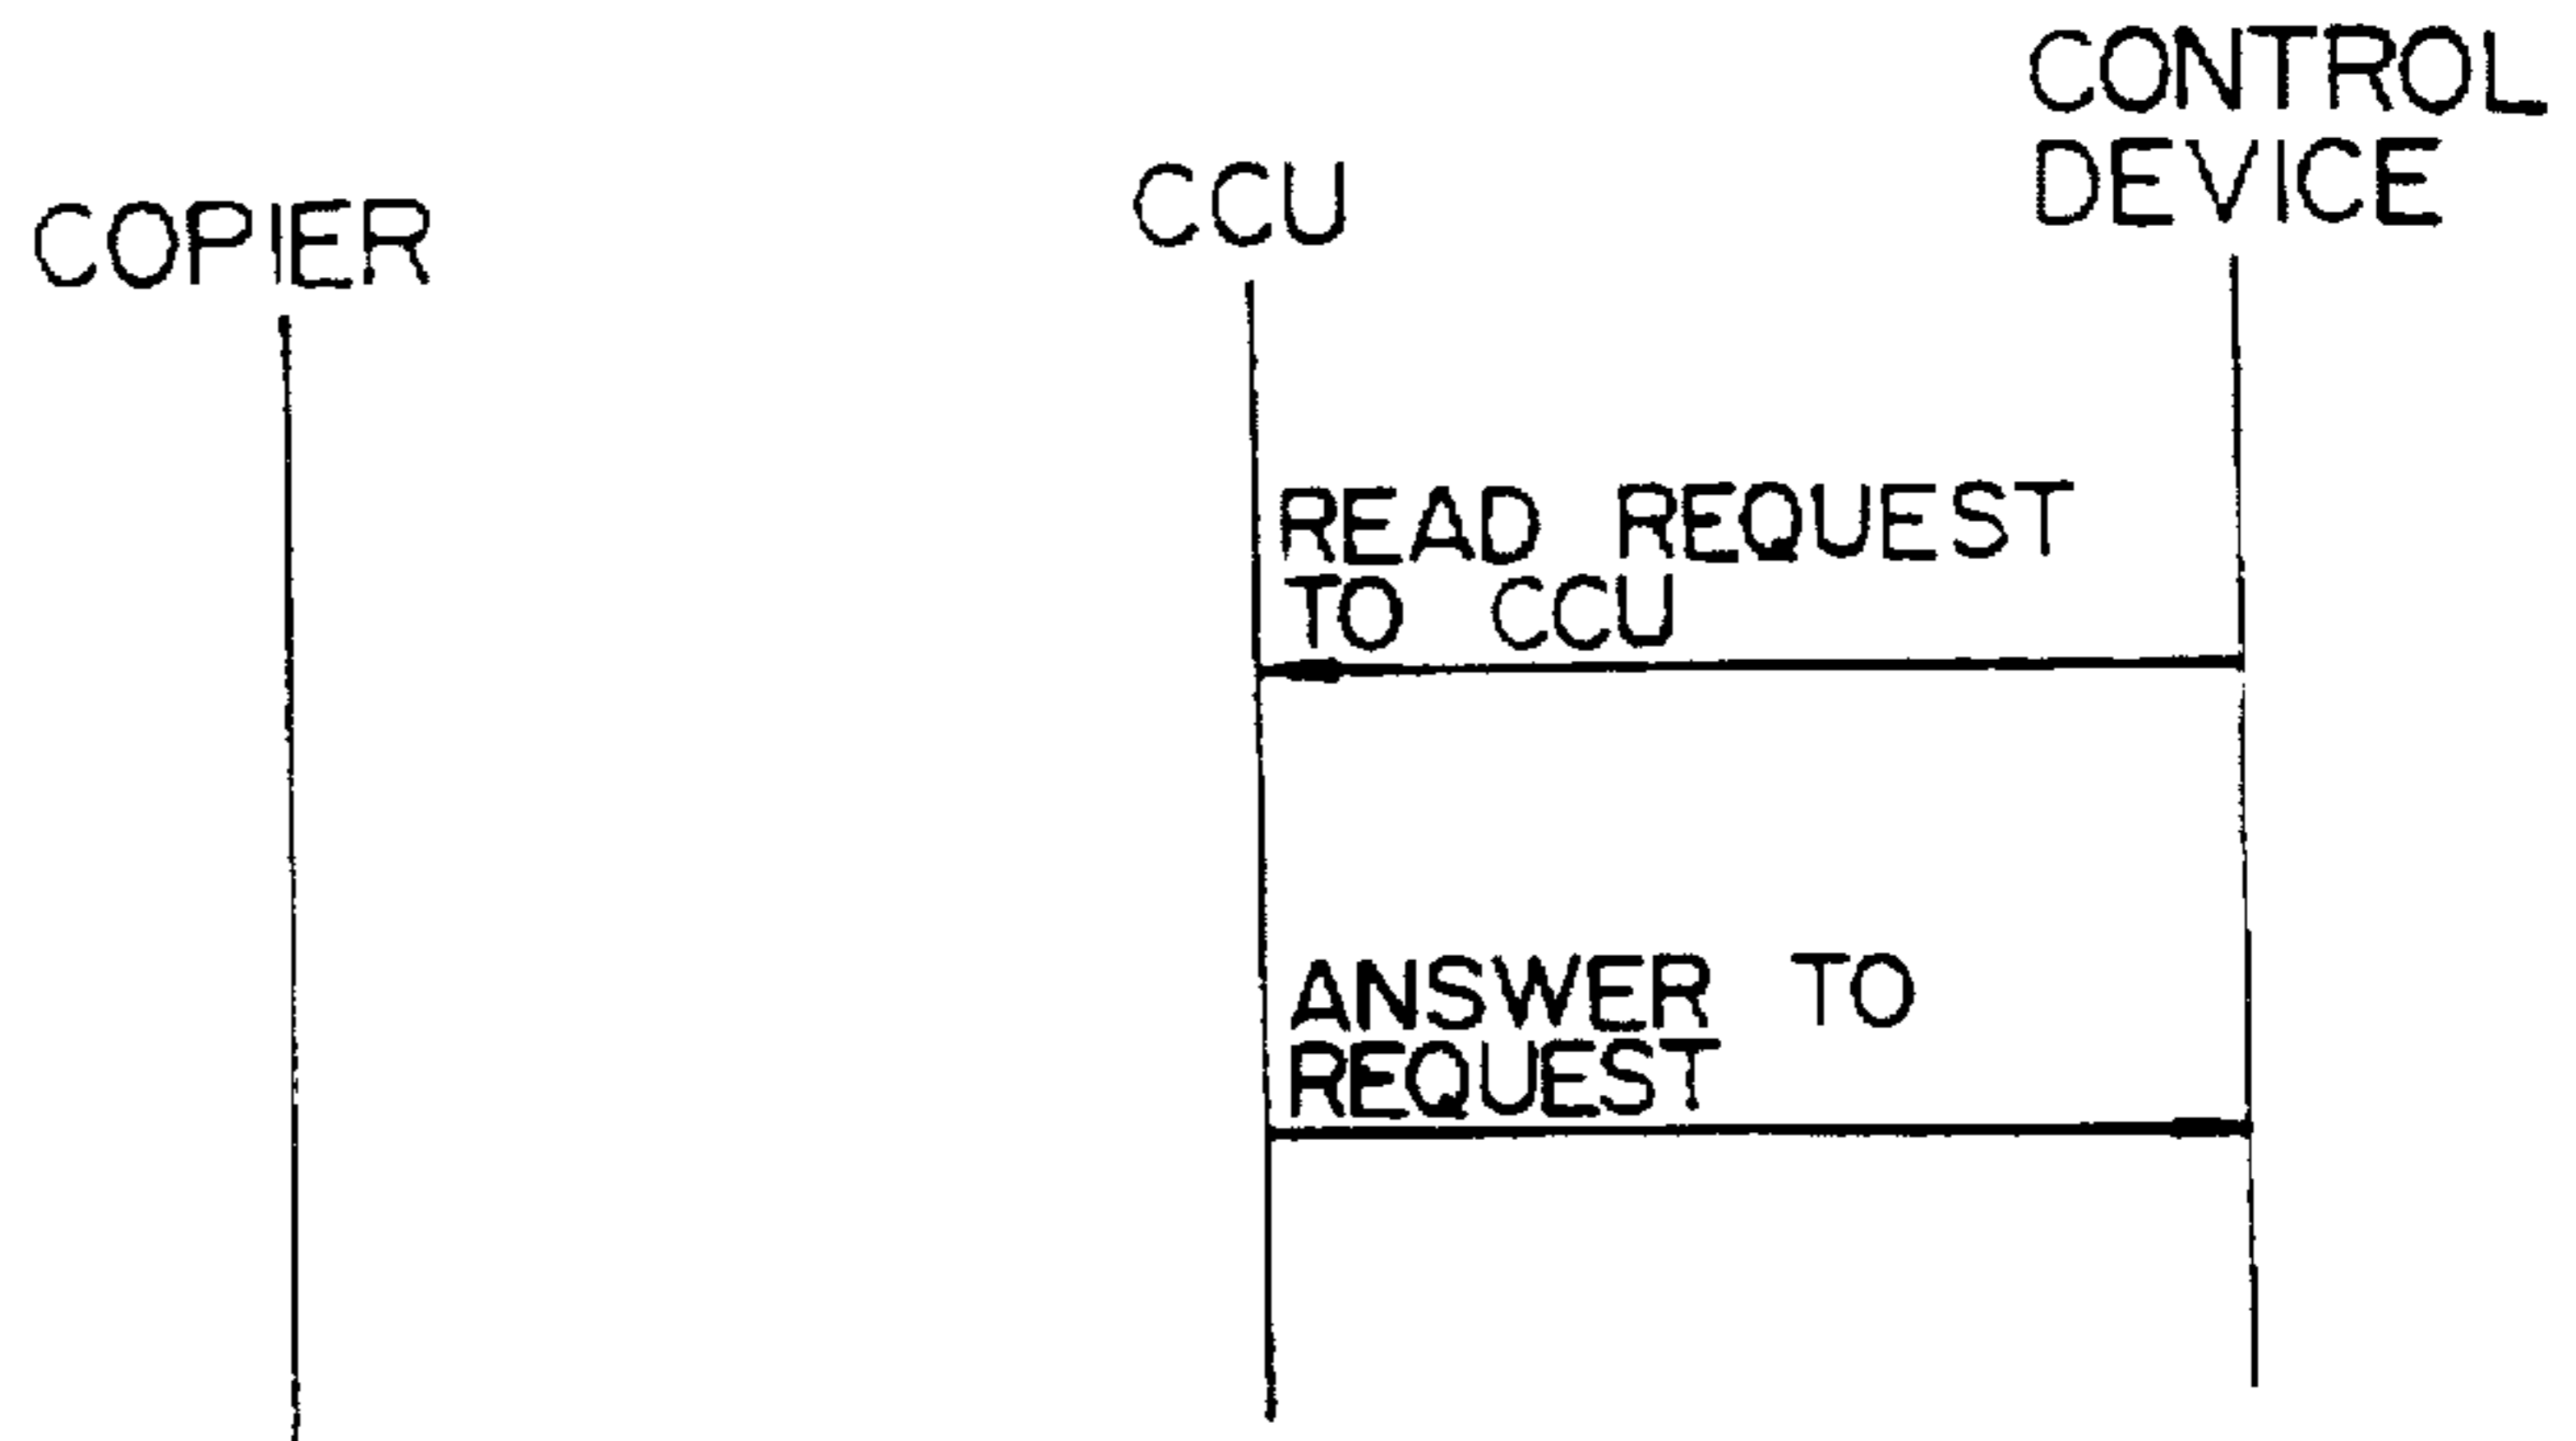 COPIER
CCU
CONTROL
DEVICE
READ REQUEST
TO CCU
ANSWER TO
REQUEST